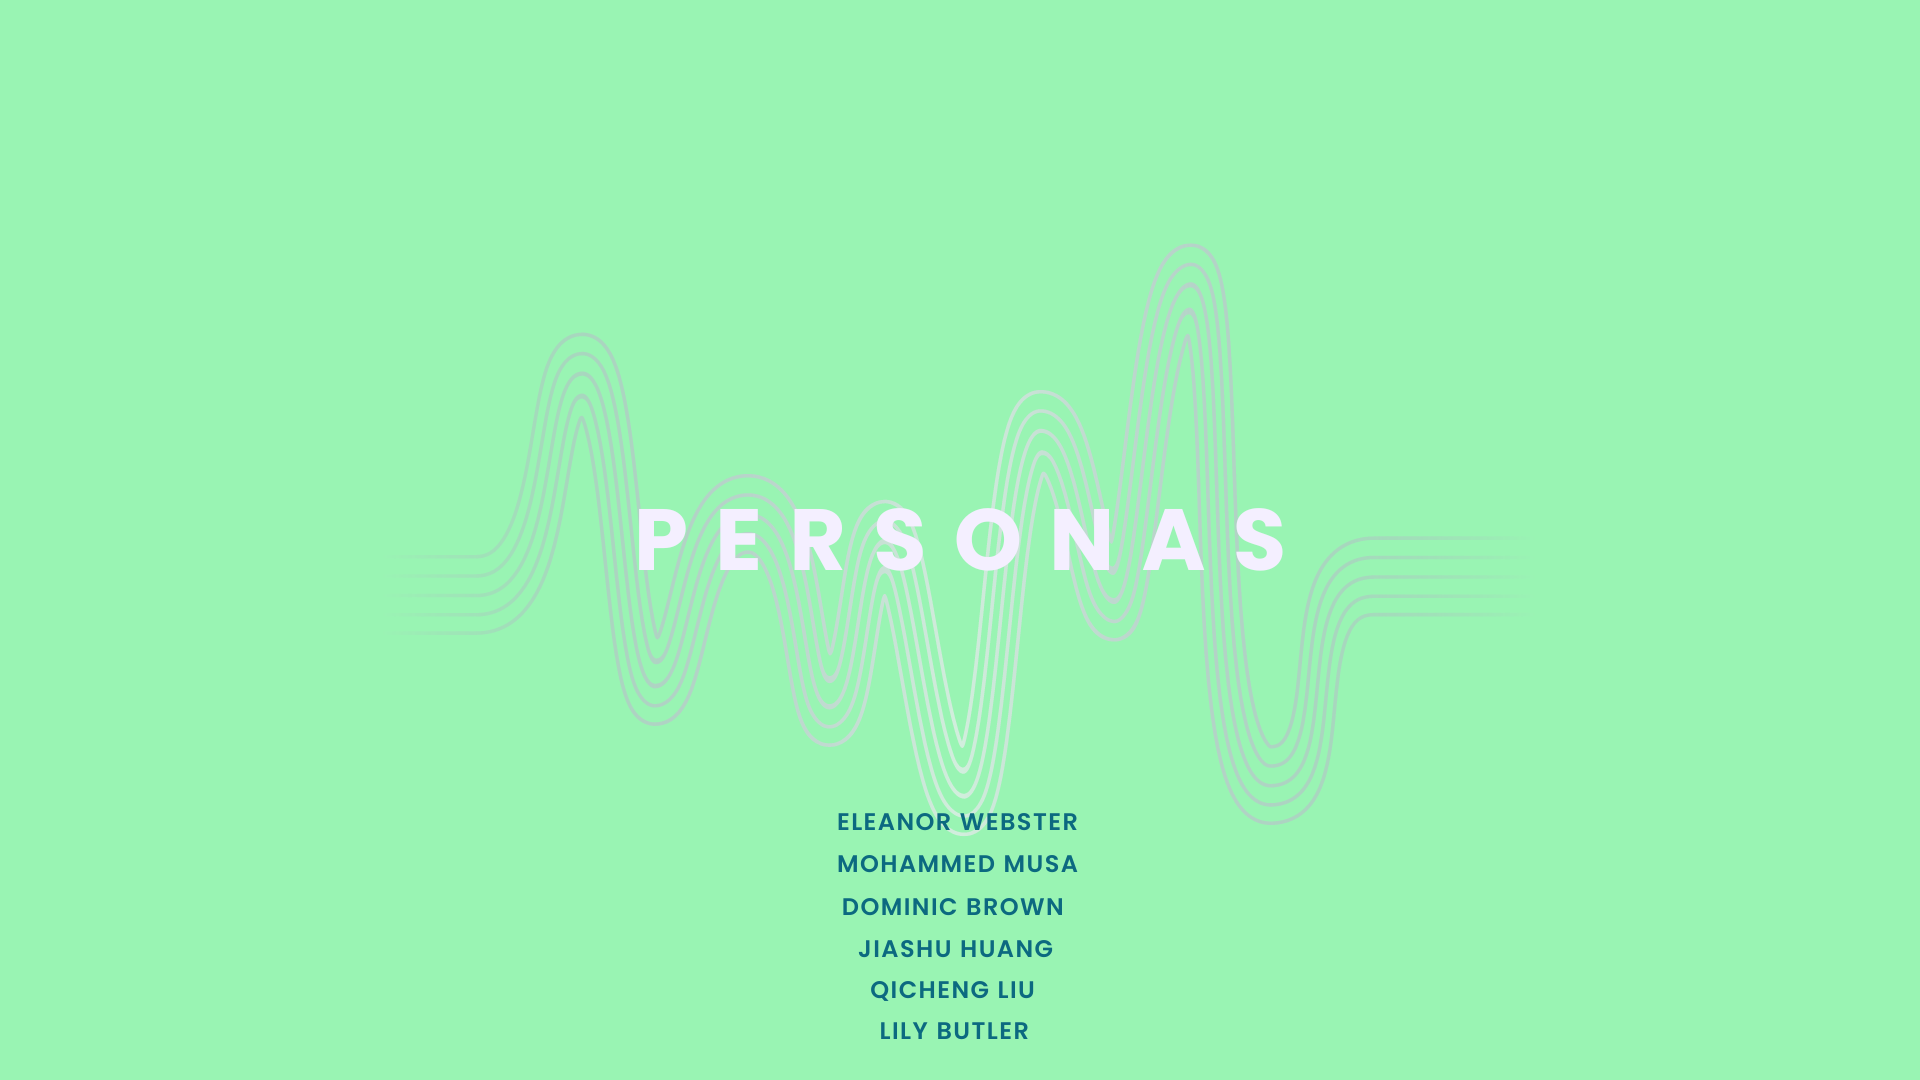 PERSONAS
ELEANOR WEBSTER
MOHAMMED MUSA
DOMINIC BROWN
JIASHU HUANG
QICHENG LIU
LILY BUTLER